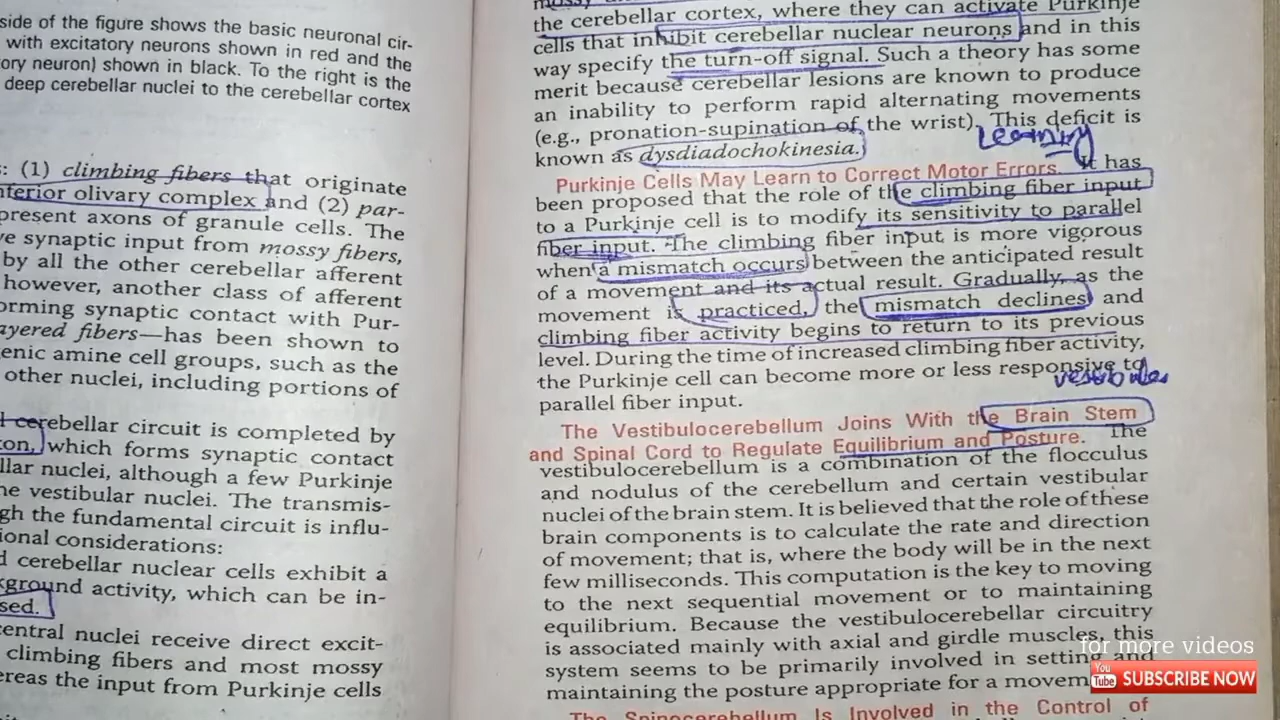 side of the figure shows the basic neuronal cir-
with excitatory neurons shown in red and the
ory neuron) shown in black. To the right is the
deep cerebellar nuclei to the cerebellar cortex
: (1) climbing fibers that originate
nferior olivary complex and (2) par-
present axons of granule cells. The
ve synaptic input from mossy fibers,
by all the other cerebellar afferent
however, another class of afferent
orming synaptic contact with Pur-
ayered fibers—has been shown to
enic amine cell groups, such as the
other nuclei, including portions of
l cerebellar circuit is completed by
on, which forms synaptic contact
llar nuclei, although a few Purkinje
he vestibular nuclei. The transmis-
gh the fundamental circuit is influ-
ional considerations:
d cerebellar nuclear cells exhibit a
kground activity, which can be in-
sed.
central nuclei receive direct excit-
climbing fibers and most mossy
ereas the input from Purkinje cells
the cerebellar cortex, where they can activate Purkinje
cells that inhibit cerebellar nuclear neurons and in this
way specify the turn-off signal. Such a theory has some
merit because cerebellar lesions are known to produce
an inability to perform rapid alternating movements
(e.g., pronation-supination of the wrist). This deficit is
known as dysdiadochokinesia.
Learning
Purkinje Cells May Learn to Correct Motor Errors. It has
been proposed that the role of the climbing fiber input
to a Purkinje cell is to modify its sensitivity to parallel
fiber input. The climbing fiber input is more vigorous
when a mismatch occurs between the anticipated result
of a movement and its actual result. Gradually, as the
movement is practiced, the mismatch declines and
climbing fiber activity begins to return to its previous
level. During the time of increased climbing fiber activity,
the Purkinje cell can become more or less responsive to
parallel fiber input.
The Vestibulocerebellum Joins With the Brain Stem
and Spinal Cord to Regulate Equilibrium and Posture. The
vestibulocerebellum is a combination of the flocculus
and nodulus of the cerebellum and certain vestibular
nuclei of the brain stem. It is believed that the role of these
brain components is to calculate the rate and direction
of movement; that is, where the body will be in the next
few milliseconds. This computation is the key to moving
to the next sequential movement or to maintaining
equilibrium. Because the vestibulocerebellar circuitry
is associated mainly with axial and girdle muscles, this
system seems to be primarily involved in setting and
maintaining the posture appropriate for a movem
The Spinocerebellum Is Involved in the Control of
for more videos
You Tube SUBSCRIBE NOW